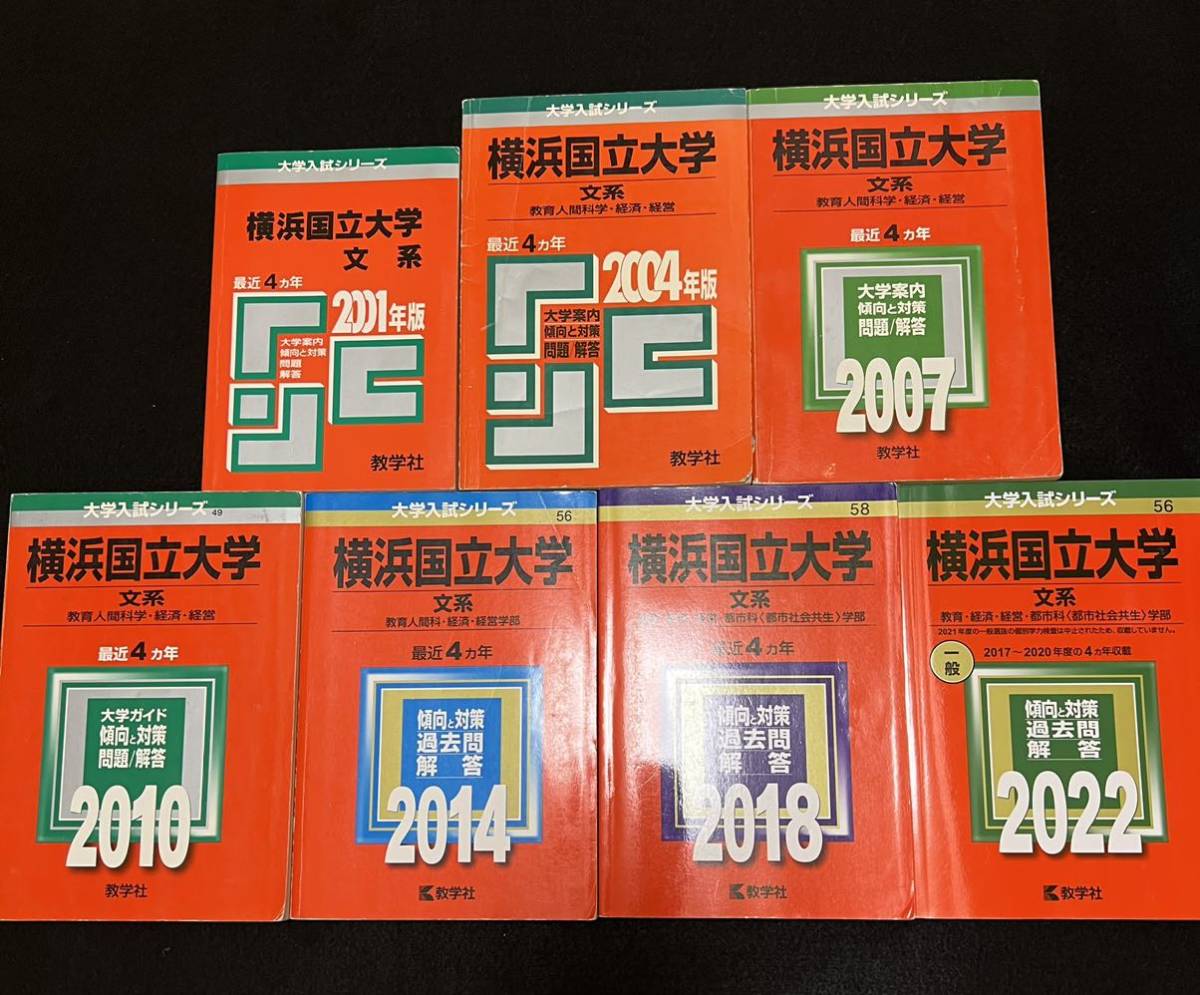 大学入試シリーズ
横浜国立大学
文系
最近4ヵ年
2001年版
大学案内
傾向と対策
問題
解答
教学社
大学入試シリーズ
横浜国立大学
文系
教育人間科学・経済・経営
最近4ヵ年
2004年版
大学案内
傾向と対策
問題/解答
教学社
大学入試シリーズ
横浜国立大学
文系
教育人間科学・経済・経営
最近4ヵ年
大学案内
傾向と対策
問題/解答
2007
教学社
大学入試シリーズ 49
横浜国立大学
文系
教育人間科学・経済・経営
最近4ヵ年
大学ガイド
傾向と対策
問題/解答
2010
教学社
大学入試シリーズ 56
横浜国立大学
文系
教育人間科・経済・経営学部
最近4ヵ年
傾向と対策
過去問
解答
2014
教学社
大学入試シリーズ 58
横浜国立大学
文系
都市科〈都市社会共生〉学部
最近4ヵ年
傾向と対策
過去問
解答
2018
教学社
大学入試シリーズ 56
横浜国立大学
文系
教育・経済・経営・都市科〈都市社会共生〉学部
2021年度の一般選抜の個別学力検査は中止されたため、収載していません。
一般
2017〜2020年度の4ヵ年収載
傾向と対策
過去問
解答
2022
教学社